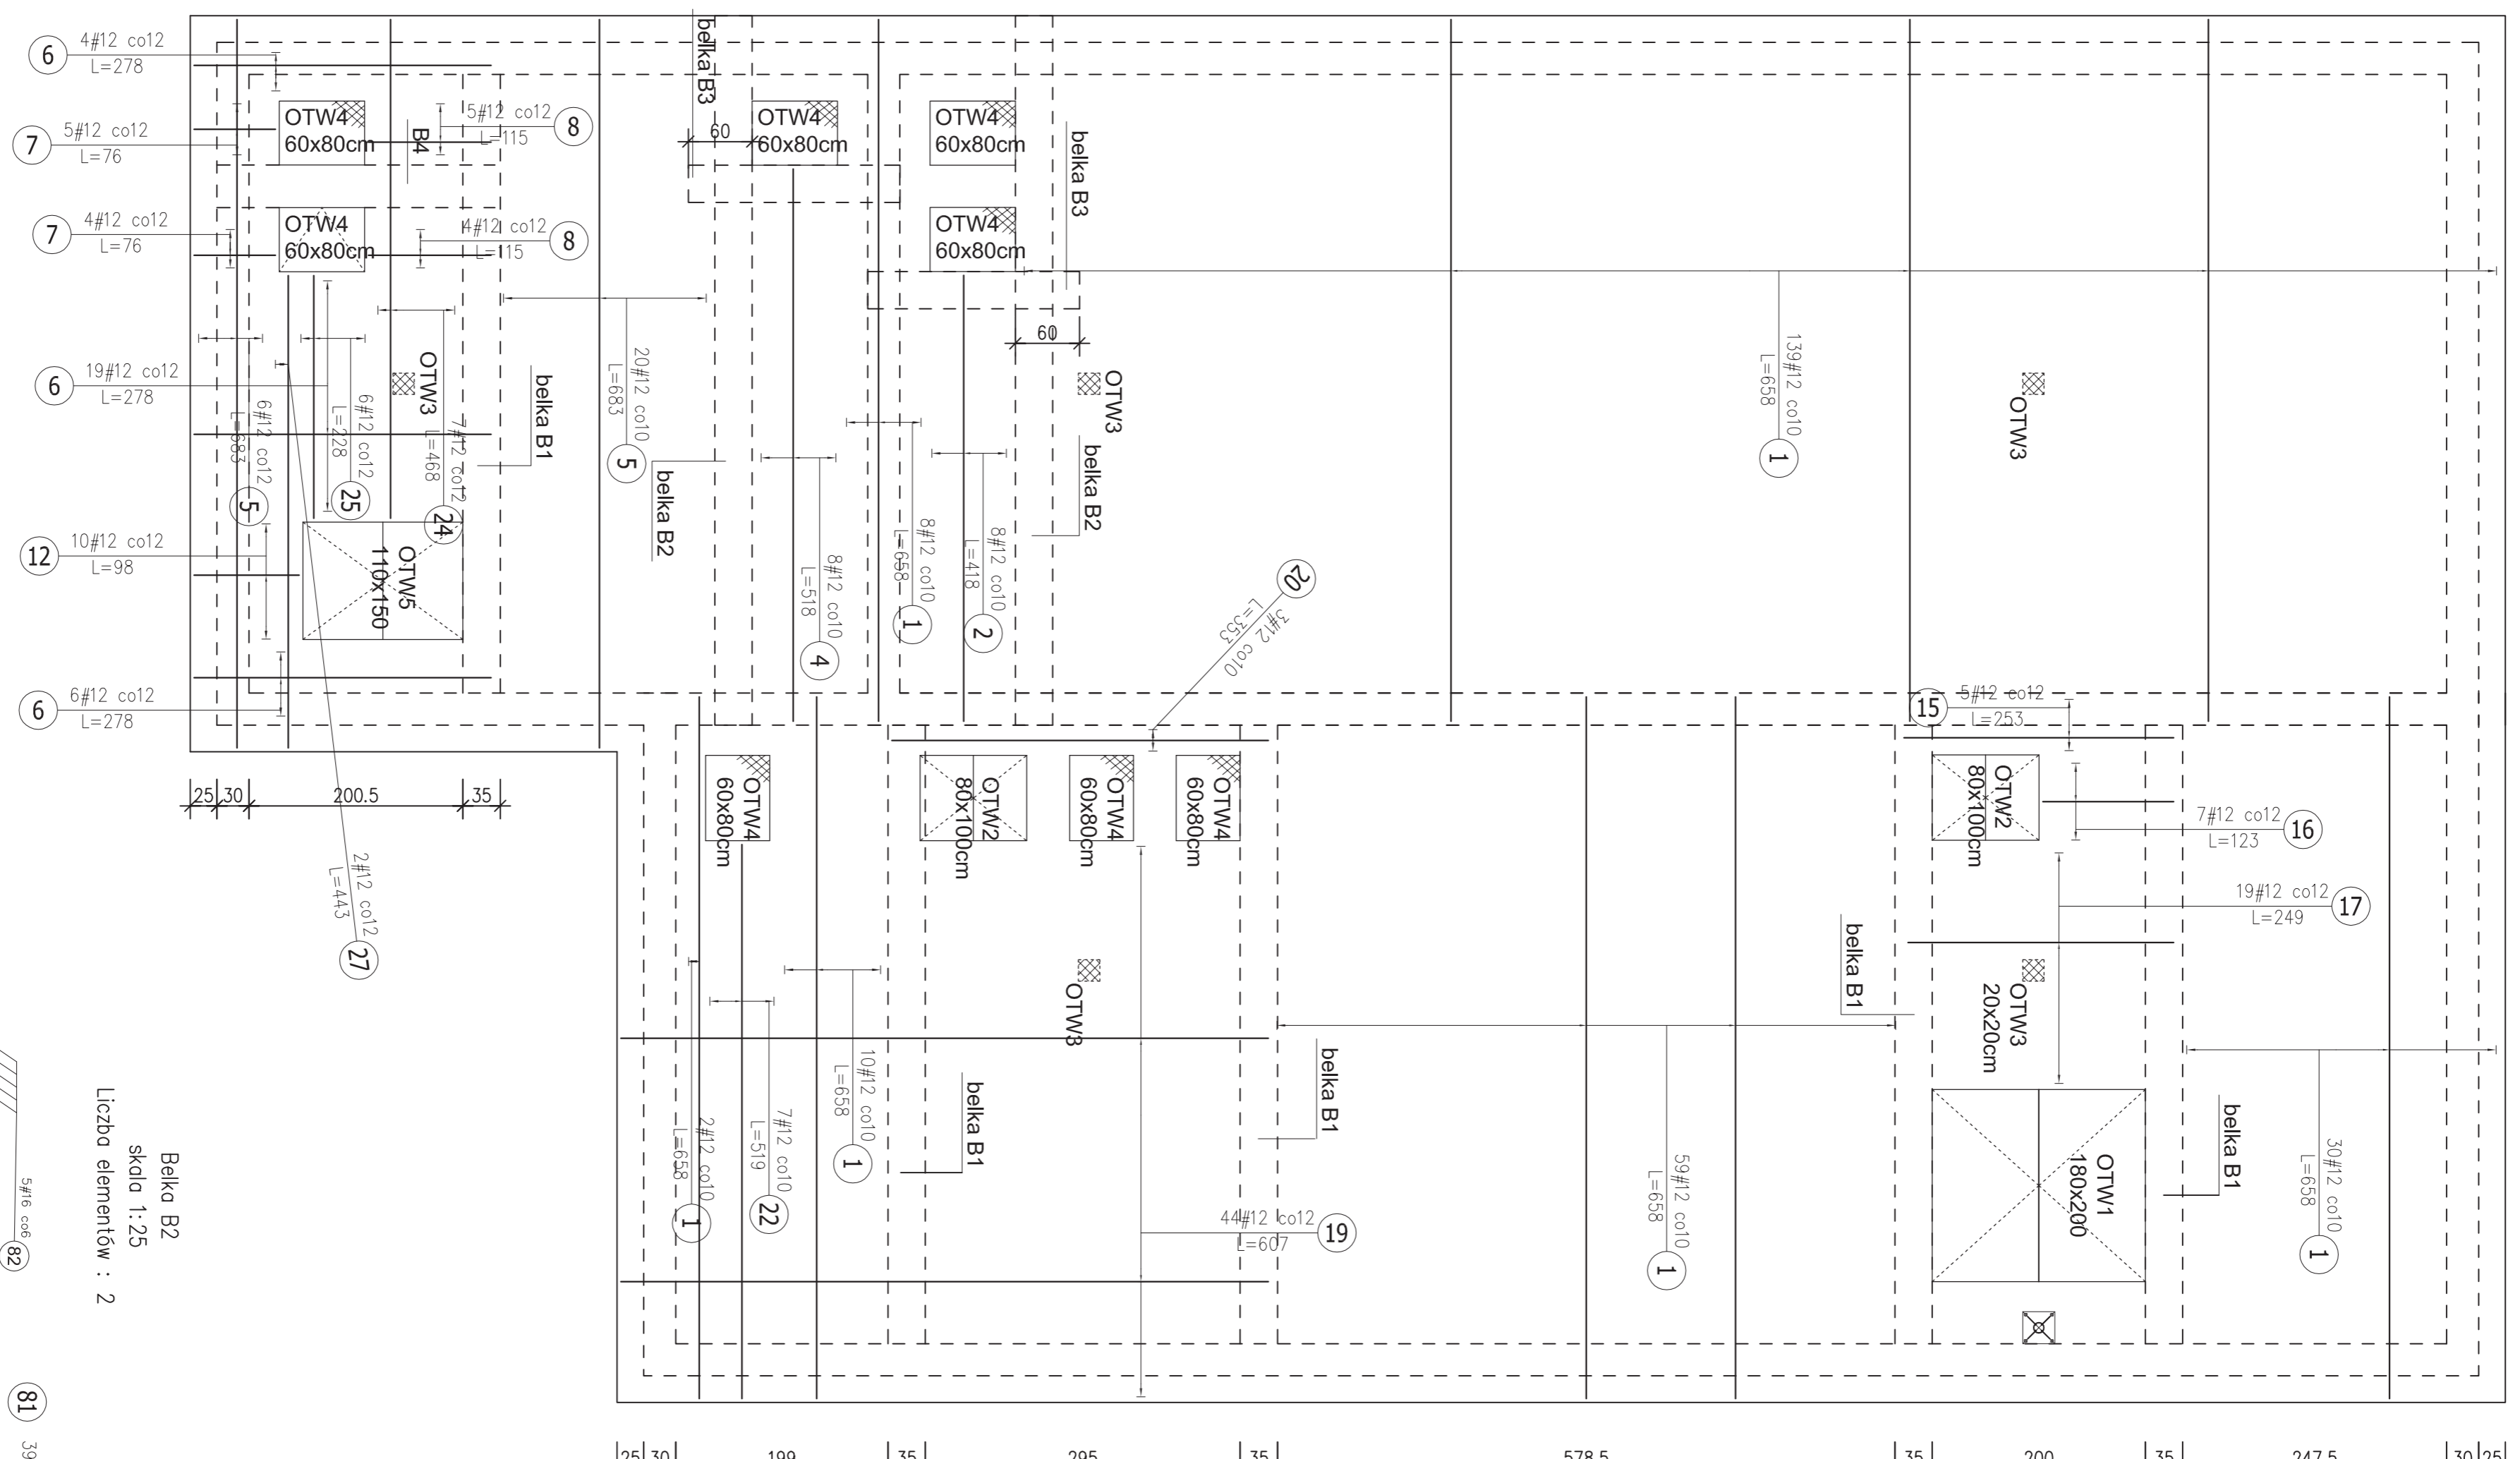 6
4#12 co12
L=278
7
5#12 co12
L=76
OTW4
60x80cm
B4
5#12 co12
L=115
8
belka B3
60
OTW4
60x80cm
OTW4
60x80cm
belka B3
7
4#12 co12
L=76
OTW4
60x80cm
4#12 co12
L=115
8
OTW4
60x80cm
60
6
19#12 co12
L=278
OTW3
belka B1
20#12 co10
L=683
5
OTW3
139#12 co10
L=658
1
OTW3
6#12 co12
L=683
5
6#12 co12
L=228
25
7#12 co12
L=468
24
belka B2
belka B2
8#12 co10
L=518
4
8#12 co10
L=658
1
8#12 co10
L=418
2
20
3#12 co10
L=353
12
10#12 co12
L=98
OTW5
110x150
6
6#12 co12
L=278
15
5#12 co12
L=253
25
30
200.5
35
OTW4
60x80cm
OTW2
80x100cm
OTW4
60x80cm
OTW4
60x80cm
OTW2
80x100cm
7#12 co12
L=123
16
2#12 co12
L=443
27
19#12 co12
L=249
17
OTW3
belka B1
OTW3
20x20cm
10#12 co10
L=658
1
7#12 co10
L=519
22
2#12 co10
L=658
1
belka B1
belka B1
44#12 co12
L=607
19
59#12 co10
L=658
1
OTW1
180x200
belka B1
30#12 co10
L=658
1
Belka B2
skala 1:25
Liczba elementów : 2
5#16 co6
82
81
39
25
30
199
35
295
35
578.5
35
200
35
247.5
30
25